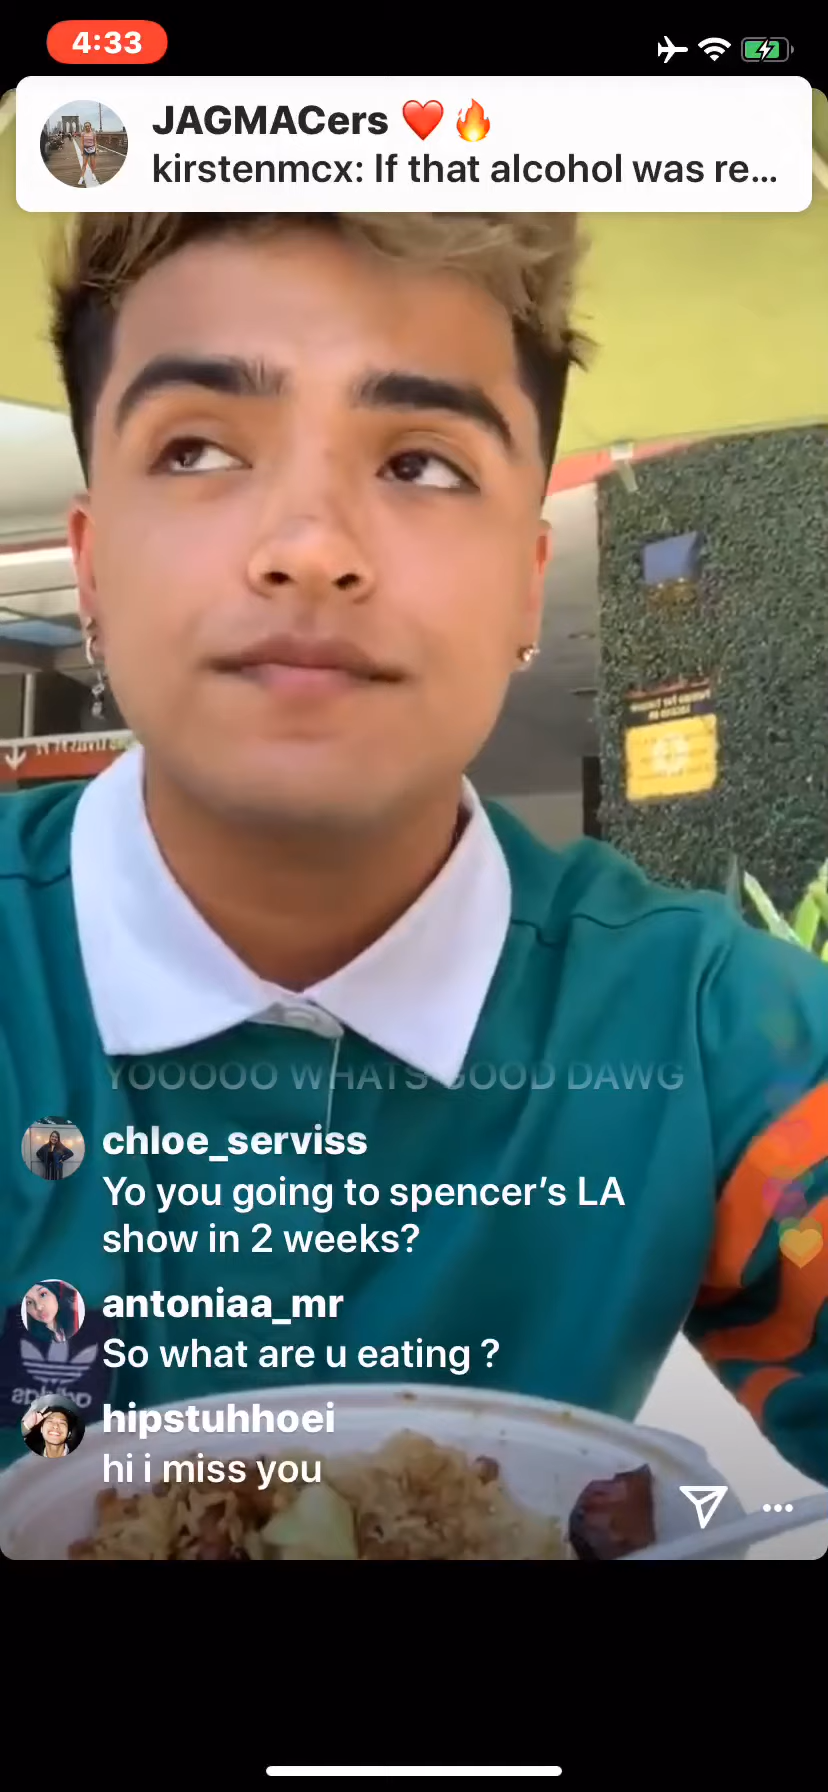 4:33
JAGMACers ❤️🔥
kirstenmcx: If that alcohol was re...
YOOOOO WHATS GOOD DAWG
chloe_serviss
Yo you going to spencer’s LA
show in 2 weeks?
antoniaa_mr
So what are u eating ?
adidas
hipstuhhoei
hi i miss you